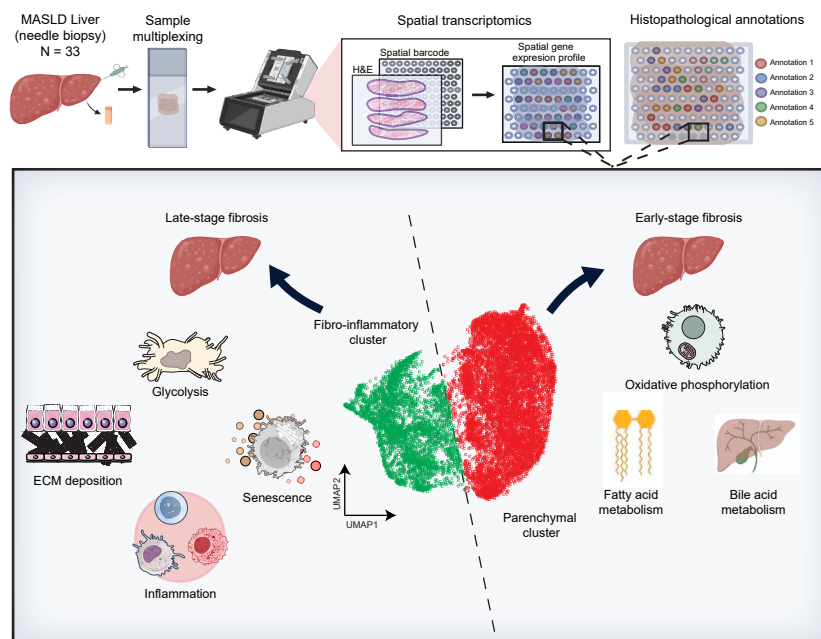 MASLD Liver
(needle biopsy)
N = 33
Sample
multiplexing
Spatial transcriptomics
Spatial barcode
H&E
Spatial gene
expresion profile
Histopathological annotations
Annotation 1
Annotation 2
Annotation 3
Annotation 4
Annotation 5
Late-stage fibrosis
Early-stage fibrosis
Fibro-inflammatory
cluster
Glycolysis
Oxidative phosphorylation
ECM deposition
Senescence
UMAP2
UMAP1
Parenchymal
cluster
Fatty acid
metabolism
Bile acid
metabolism
Inflammation